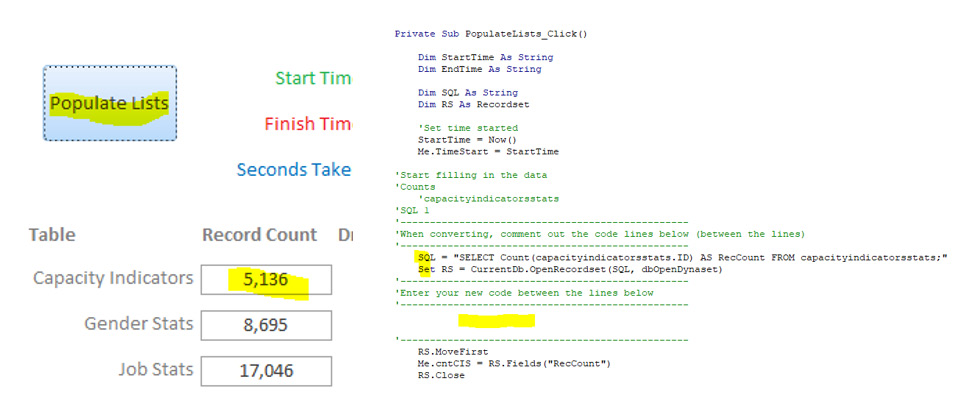 Populate Lists
Start Tim
Finish Tim
Seconds Take
Table Record Count D
Capacity Indicators 5,136
Gender Stats 8,695
Job Stats 17,046
Private Sub PopulateLists_Click()
Dim StartTime As String
Dim EndTime As String
Dim SQL As String
Dim RS As Recordset
'Set time started
StartTime = Now()
Me.TimeStart = StartTime
'Start filling in the data
'Counts
'capacityindicatorsstats
'SQL 1
'------------------------------------------------
'When converting, comment out the code lines below (between the lines)
'------------------------------------------------
SQL = "SELECT Count(capacityindicatorsstats.ID) AS RecCount FROM capacityindicatorsstats;"
Set RS = CurrentDb.OpenRecordset(SQL, dbOpenDynaset)
'------------------------------------------------
'Enter your new code between the lines below
'------------------------------------------------
'------------------------------------------------
RS.MoveFirst
Me.cntCIS = RS.Fields("RecCount")
RS.Close